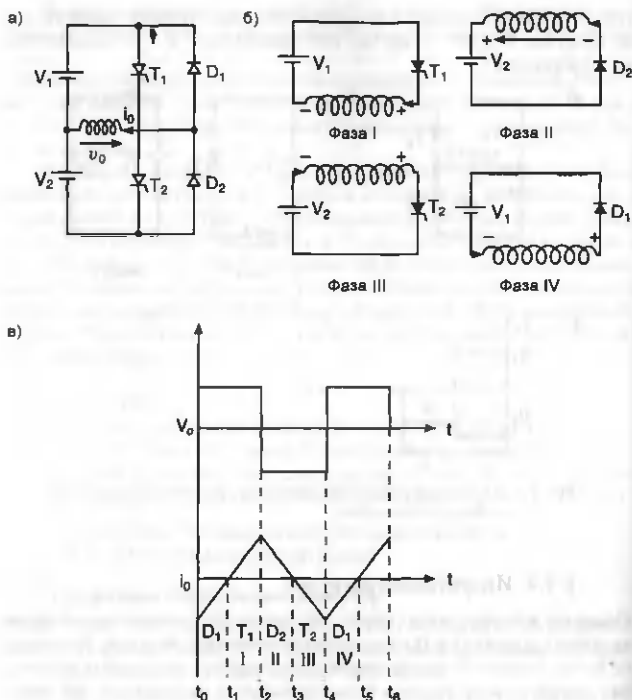 а)
V₁
T₁
D₁
i₀
υ₀
V₂
T₂
D₂
б)
V₁
T₁
− +
Фаза I
+ −
V₂
D₂
Фаза II
− +
V₂
T₂
Фаза III
V₁
D₁
− +
Фаза IV
в)
V₀ t
i₀ t
D₁ T₁ D₂ T₂ D₁
I II III IV
t₀ t₁ t₂ t₃ t₄ t₅ t₆